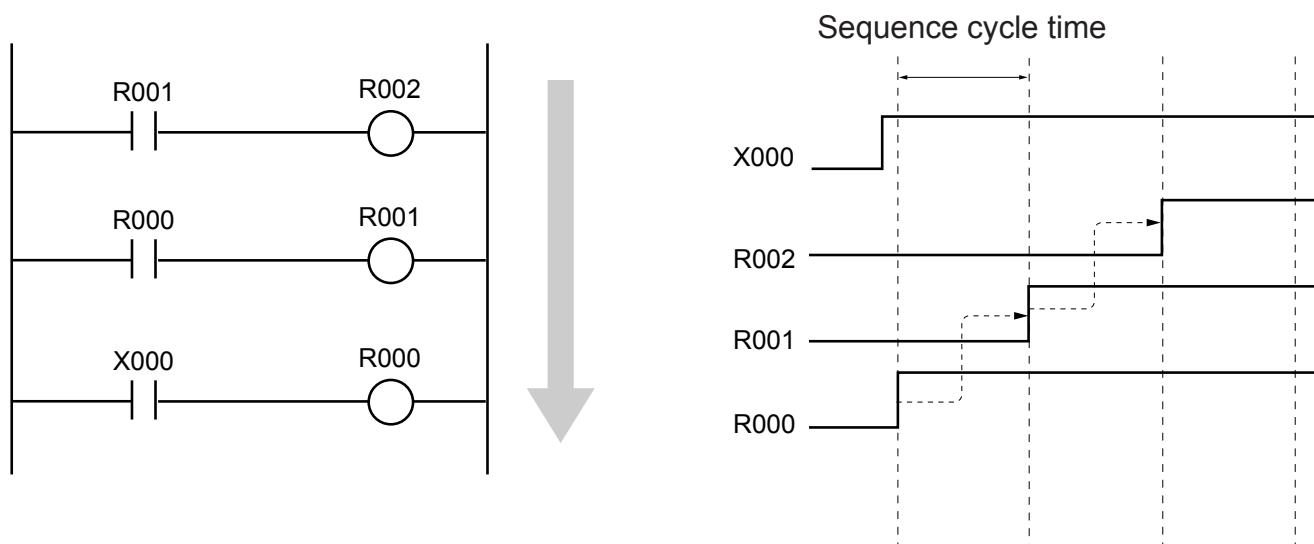 R001 R002
R000 R001
X000 R000
Sequence cycle time
X000
R002
R001
R000